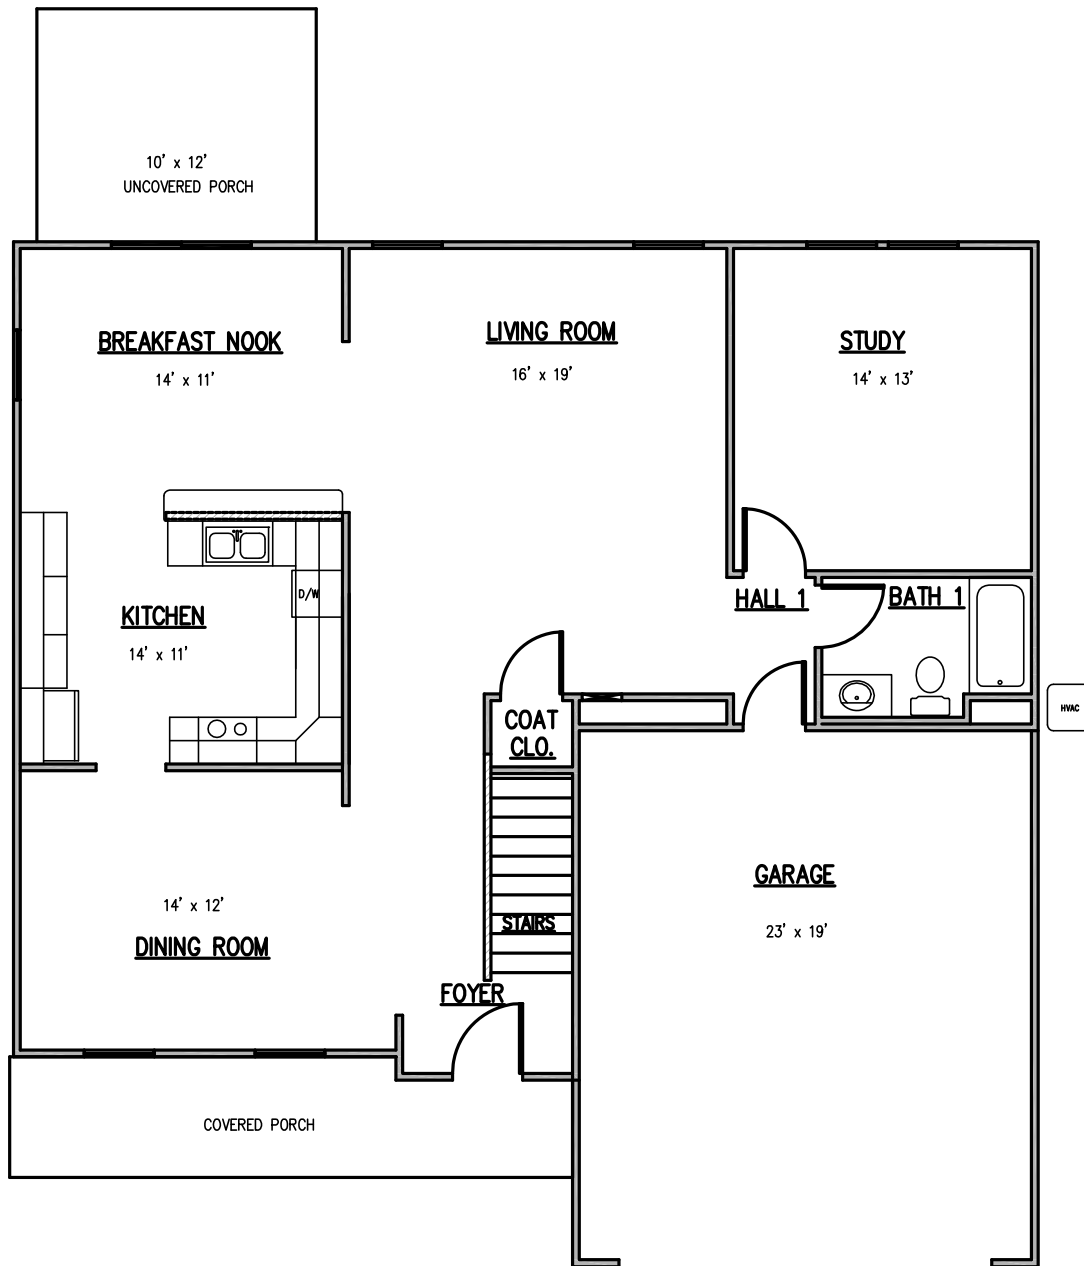 10' x 12'
UNCOVERED PORCH
BREAKFAST NOOK
14' x 11'
LIVING ROOM
16' x 19'
STUDY
14' x 13'
D/W
KITCHEN
14' x 11'
HALL 1
BATH 1
HVAC
COAT
CLO.
GARAGE
23' x 19'
14' x 12'
DINING ROOM
STAIRS
FOYER
COVERED PORCH